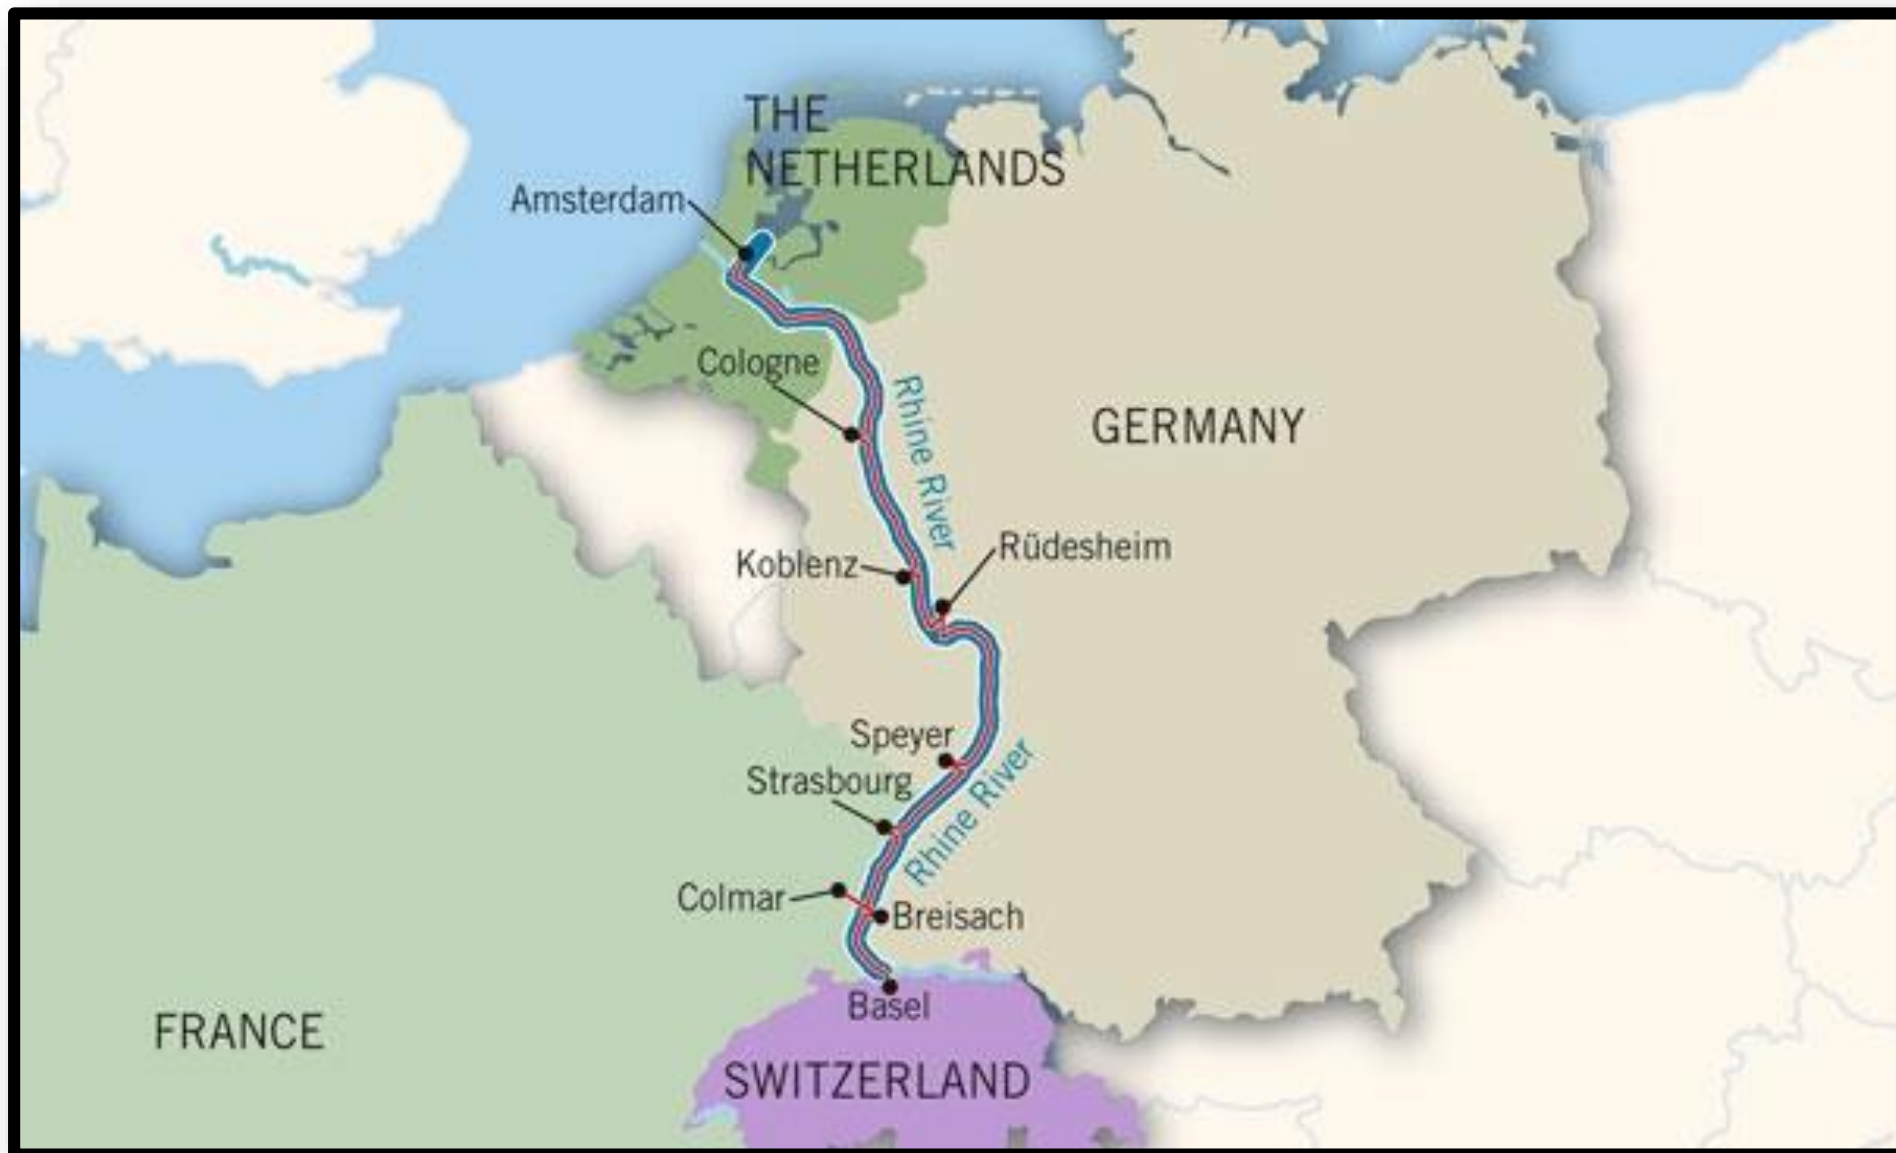 THE
NETHERLANDS
Amsterdam
Cologne
Rhine River
GERMANY
Rüdesheim
Koblenz
Speyer
Strasbourg
Rhine River
Colmar
Breisach
Basel
FRANCE
SWITZERLAND